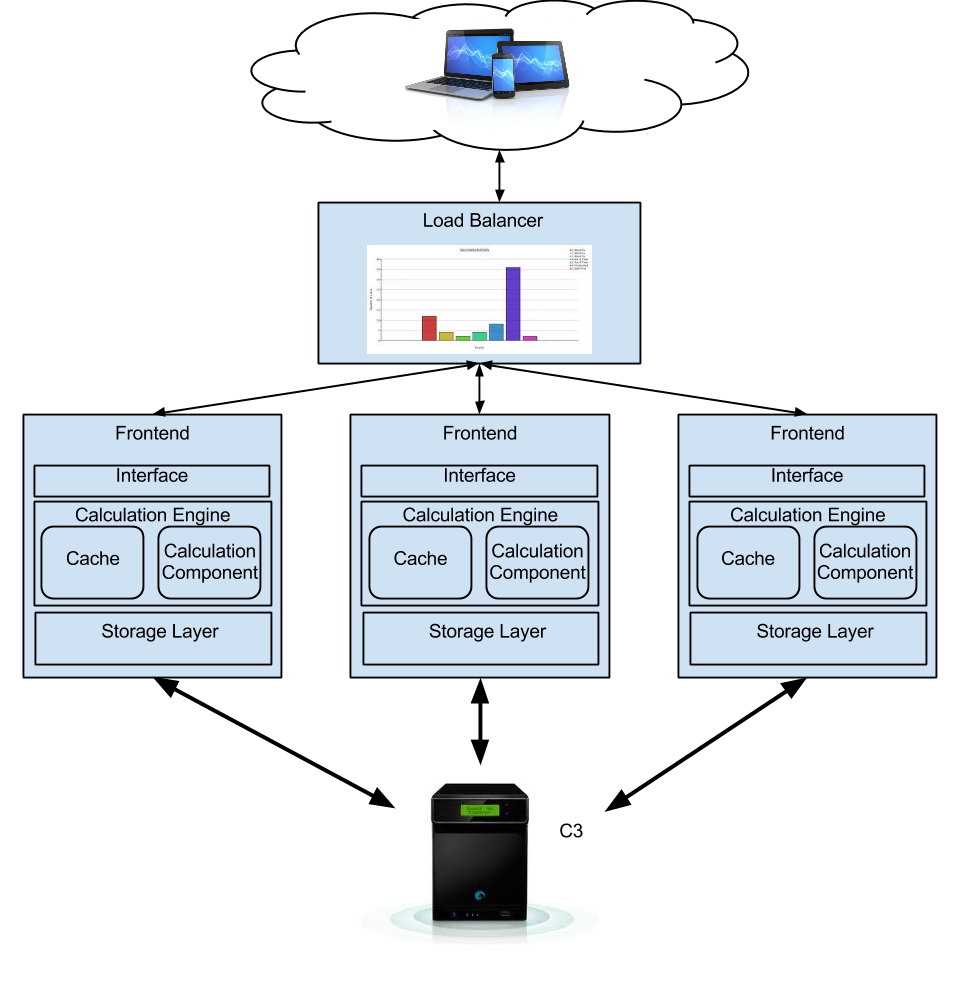 Load Balancer
Frontend
Interface
Calculation Engine
Cache
Calculation
Component
Storage Layer
Frontend
Interface
Calculation Engine
Cache
Calculation
Component
Storage Layer
Frontend
Interface
Calculation Engine
Cache
Calculation
Component
Storage Layer
C3